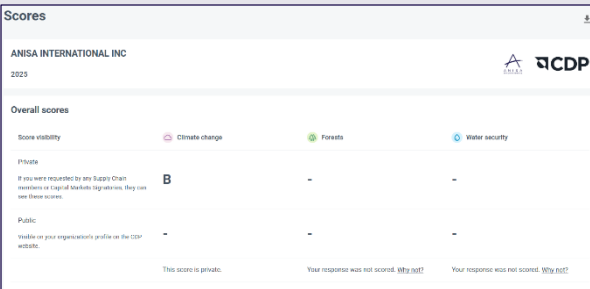 Scores
ANISA INTERNATIONAL INC
2025
ANISA
CDP
Overall scores
Score visibility
Climate change
Forests
Water security
Private
If you were requested by any Supply Chain
members or Capital Markets Signatories, they can
see these scores.
B
-
-
Public
Visible on your organization's profile on the CDP
website.
-
-
-
This score is private.
Your response was not scored. Why not?
Your response was not scored. Why not?